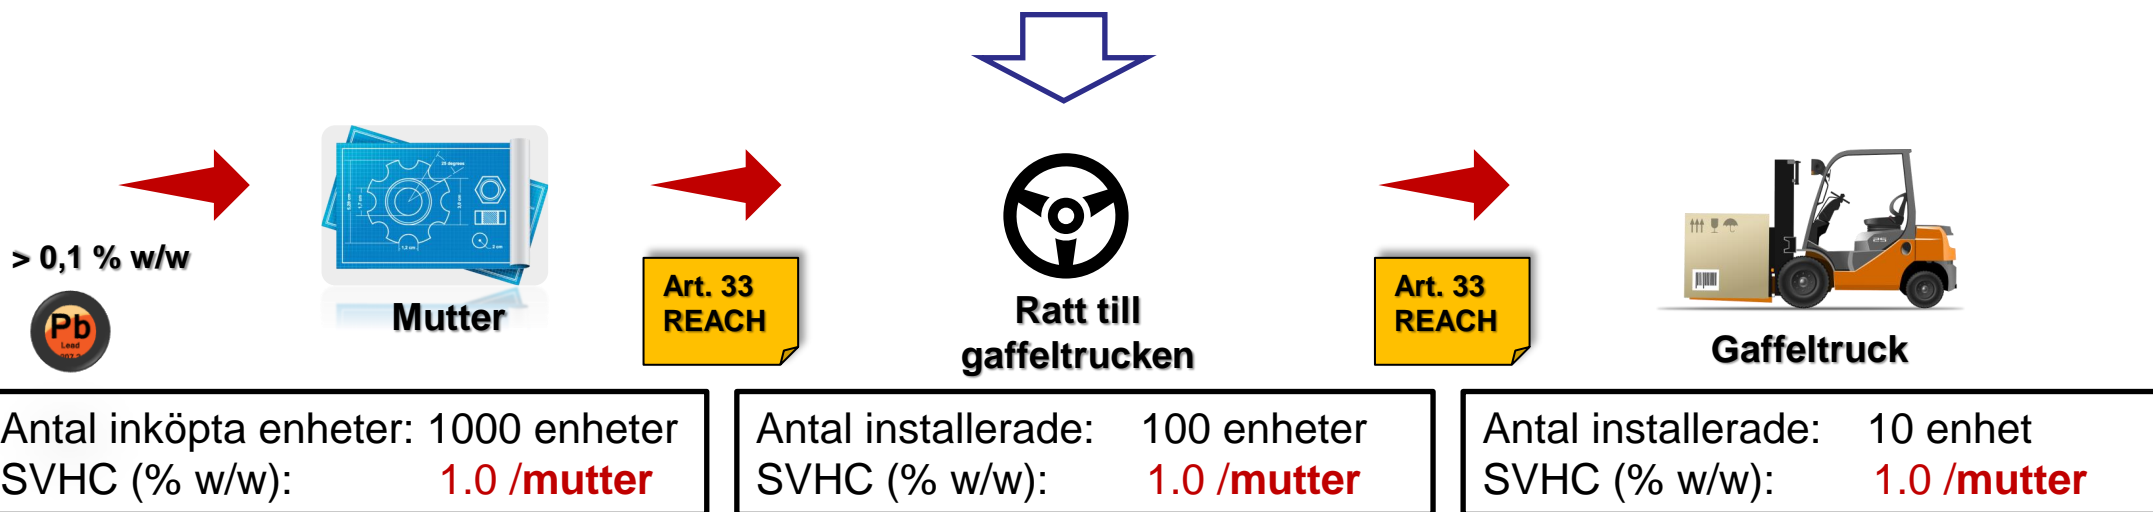 > 0,1 % w/w
Pb
Lead
Mutter
Art. 33
REACH
Ratt till
gaffeltrucken
Art. 33
REACH
Gaffeltruck
Antal inköpta enheter: 1000 enheter
SVHC (% w/w): 1.0 /mutter
Antal installerade: 100 enheter
SVHC (% w/w): 1.0 /mutter
Antal installerade: 10 enhet
SVHC (% w/w): 1.0 /mutter